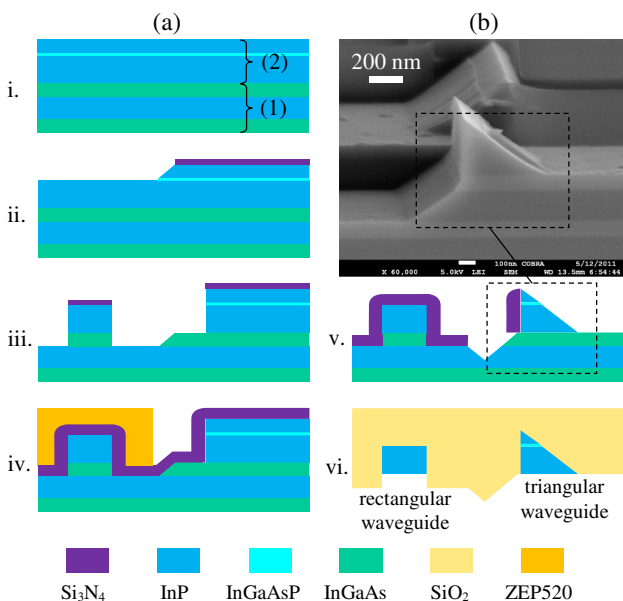 (a)
(b)
i.
(2)
(1)
200 nm
ii.
100nm COBRA 5/12/2011
X 60,000 5.0kV LEI SEM WD 13.5mm 6:54:44
iii.
v.
iv.
vi.
rectangular
waveguide
triangular
waveguide
Si₃N₄
InP
InGaAsP
InGaAs
SiO₂
ZEP520